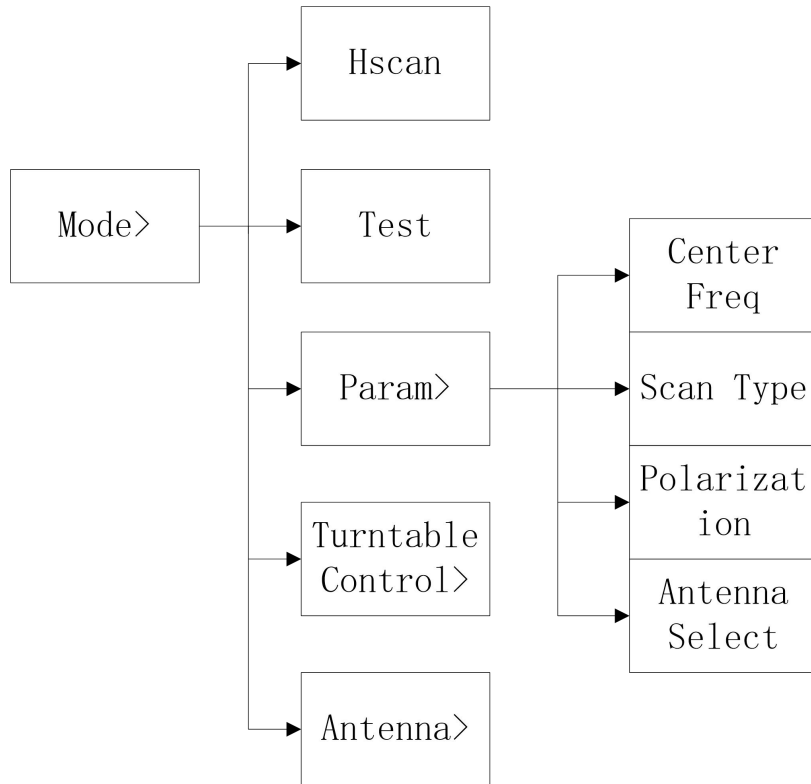 Hscan
Mode>
Test
Param>
Turntable
Control>
Antenna>
Center
Freq
Scan Type
Polarizat
ion
Antenna
Select